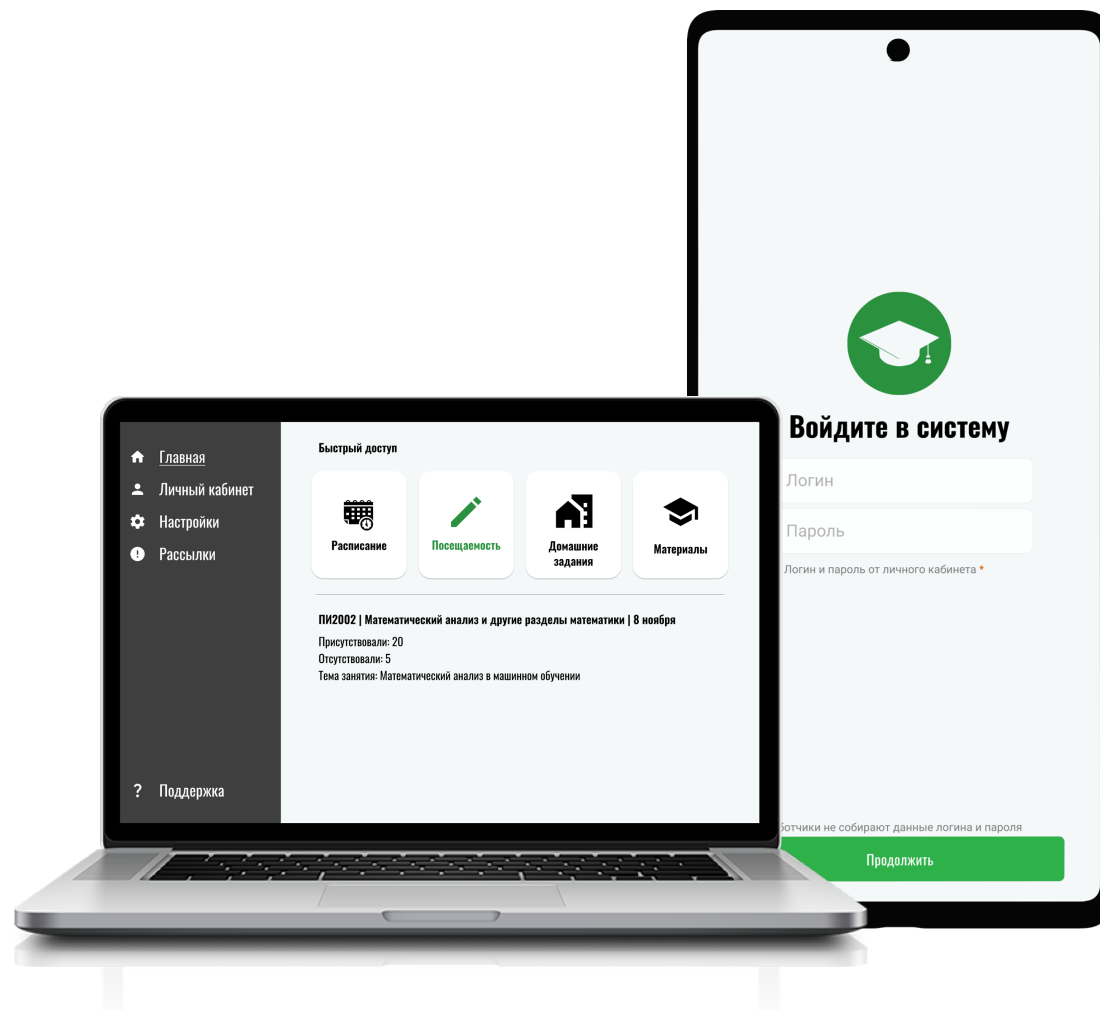 Войдите в систему
Логин
Пароль
Логин и пароль от личного кабинета *
не собирают данные логина и пароля
Продолжить
Главная
Личный кабинет
Настройки
Рассылки
? Поддержка
Быстрый доступ
Расписание
Посещаемость
Домашние
задания
Материалы
ПИ2002 | Математический анализ и другие разделы математики | 8 ноября
Присутствовали: 20
Отсутствовали: 5
Тема занятия: Математический анализ в машинном обучении